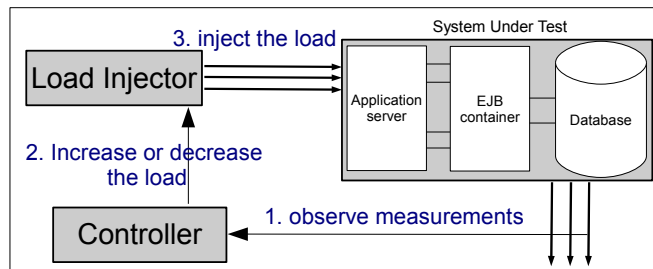 System Under Test
3. inject the load
Load Injector
Application
server
EJB
container
Database
2. Increase or decrease
the load
1. observe measurements
Controller